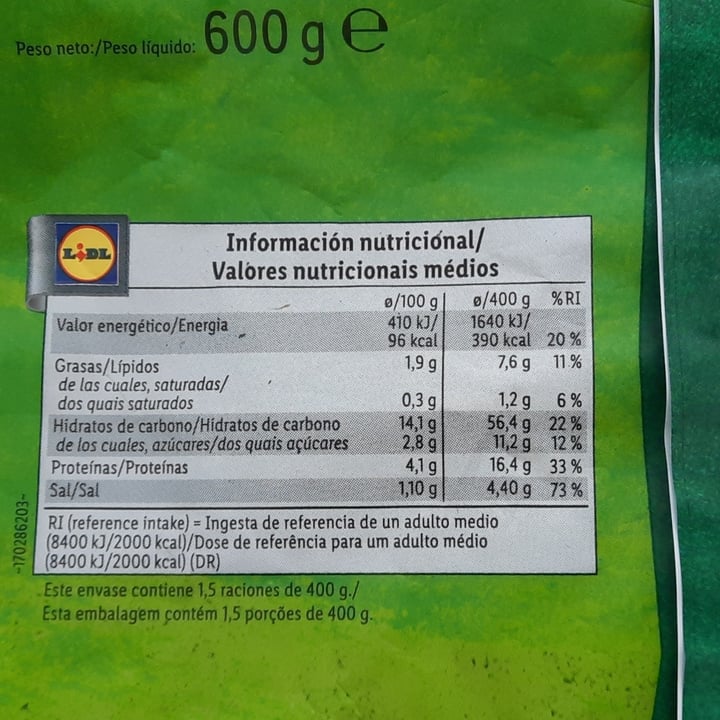 Peso neto:/Peso líquido: 600 g e
LIDL
Información nutricional/
Valores nutricionais médios
ø/100 g ø/400 g %RI
Valor energético/Energia 410 kJ/ 1640 kJ/
96 kcal 390 kcal 20 %
Grasas/Lípidos 1,9 g 7,6 g 11 %
de las cuales, saturadas/
dos quais saturados 0,3 g 1,2 g 6 %
Hidratos de carbono/Hidratos de carbono 14,1 g 56,4 g 22 %
de los cuales, azúcares/dos quais açúcares 2,8 g 11,2 g 12 %
Proteínas/Proteínas 4,1 g 16,4 g 33 %
Sal/Sal 1,10 g 4,40 g 73 %
RI (reference intake) = Ingesta de referencia de un adulto medio
(8400 kJ/2000 kcal)/Dose de referência para um adulto médio
(8400 kJ/2000 kcal) (DR)
-170286203-
Este envase contiene 1,5 raciones de 400 g./
Esta embalagem contém 1,5 porções de 400 g.